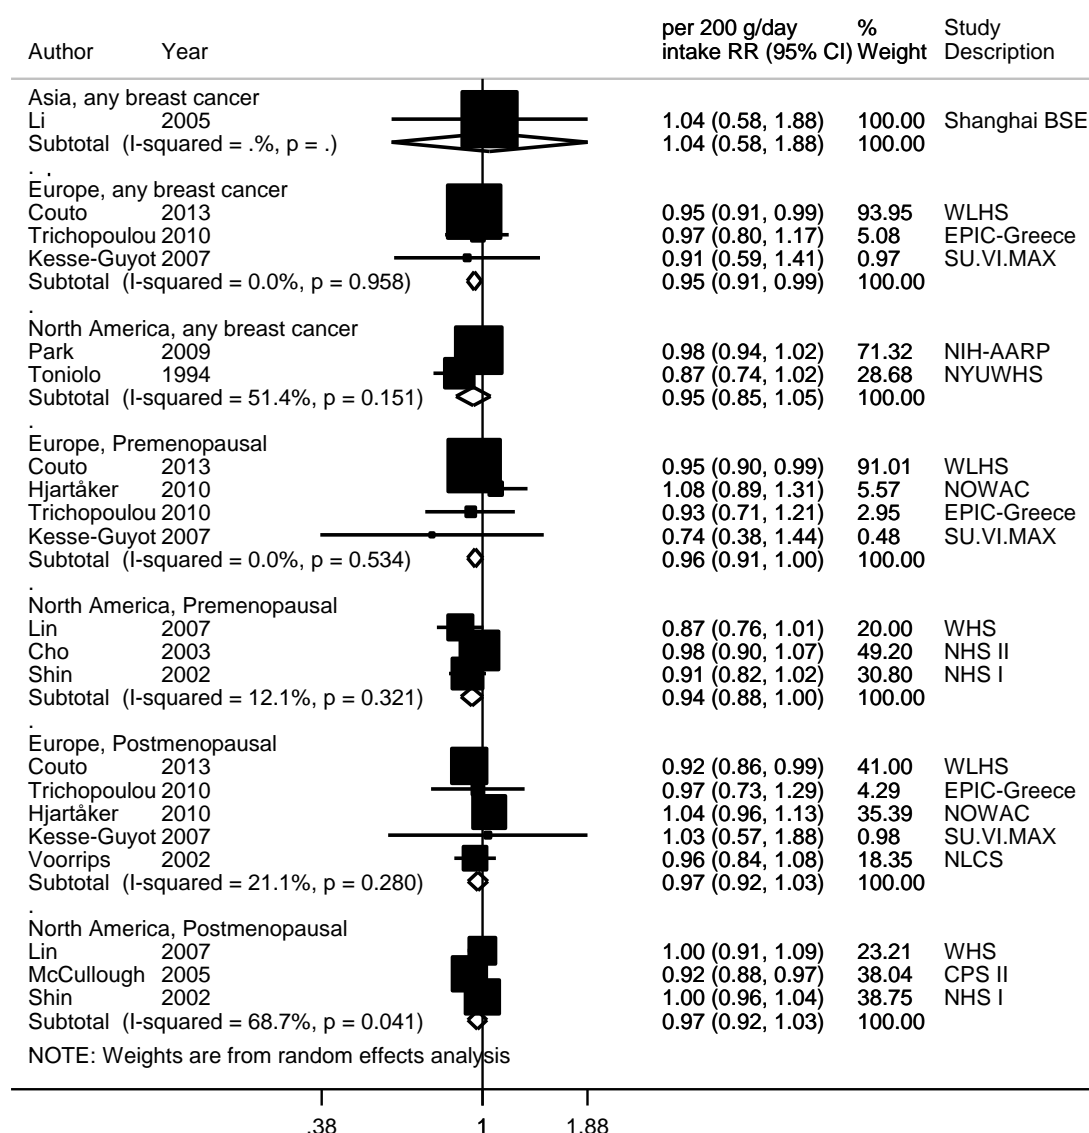 per 200 g/day % Study
Author Year intake RR (95% CI) Weight Description
Asia, any breast cancer
Li 2005 1.04 (0.58, 1.88) 100.00 Shanghai BSE
Subtotal (I-squared = .%, p = .) 1.04 (0.58, 1.88) 100.00
. .
Europe, any breast cancer
Couto 2013 0.95 (0.91, 0.99) 93.95 WLHS
Trichopoulou 2010 0.97 (0.80, 1.17) 5.08 EPIC-Greece
Kesse-Guyot 2007 0.91 (0.59, 1.41) 0.97 SU.VI.MAX
Subtotal (I-squared = 0.0%, p = 0.958) 0.95 (0.91, 0.99) 100.00
.
North America, any breast cancer
Park 2009 0.98 (0.94, 1.02) 71.32 NIH-AARP
Toniolo 1994 0.87 (0.74, 1.02) 28.68 NYUWHS
Subtotal (I-squared = 51.4%, p = 0.151) 0.95 (0.85, 1.05) 100.00
.
Europe, Premenopausal
Couto 2013 0.95 (0.90, 0.99) 91.01 WLHS
Hjartåker 2010 1.08 (0.89, 1.31) 5.57 NOWAC
Trichopoulou 2010 0.93 (0.71, 1.21) 2.95 EPIC-Greece
Kesse-Guyot 2007 0.74 (0.38, 1.44) 0.48 SU.VI.MAX
Subtotal (I-squared = 0.0%, p = 0.534) 0.96 (0.91, 1.00) 100.00
.
North America, Premenopausal
Lin 2007 0.87 (0.76, 1.01) 20.00 WHS
Cho 2003 0.98 (0.90, 1.07) 49.20 NHS II
Shin 2002 0.91 (0.82, 1.02) 30.80 NHS I
Subtotal (I-squared = 12.1%, p = 0.321) 0.94 (0.88, 1.00) 100.00
.
Europe, Postmenopausal
Couto 2013 0.92 (0.86, 0.99) 41.00 WLHS
Trichopoulou 2010 0.97 (0.73, 1.29) 4.29 EPIC-Greece
Hjartåker 2010 1.04 (0.96, 1.13) 35.39 NOWAC
Kesse-Guyot 2007 1.03 (0.57, 1.88) 0.98 SU.VI.MAX
Voorrips 2002 0.96 (0.84, 1.08) 18.35 NLCS
Subtotal (I-squared = 21.1%, p = 0.280) 0.97 (0.92, 1.03) 100.00
.
North America, Postmenopausal
Lin 2007 1.00 (0.91, 1.09) 23.21 WHS
McCullough 2005 0.92 (0.88, 0.97) 38.04 CPS II
Shin 2002 1.00 (0.96, 1.04) 38.75 NHS I
Subtotal (I-squared = 68.7%, p = 0.041) 0.97 (0.92, 1.03) 100.00
NOTE: Weights are from random effects analysis
.38 1 1.88